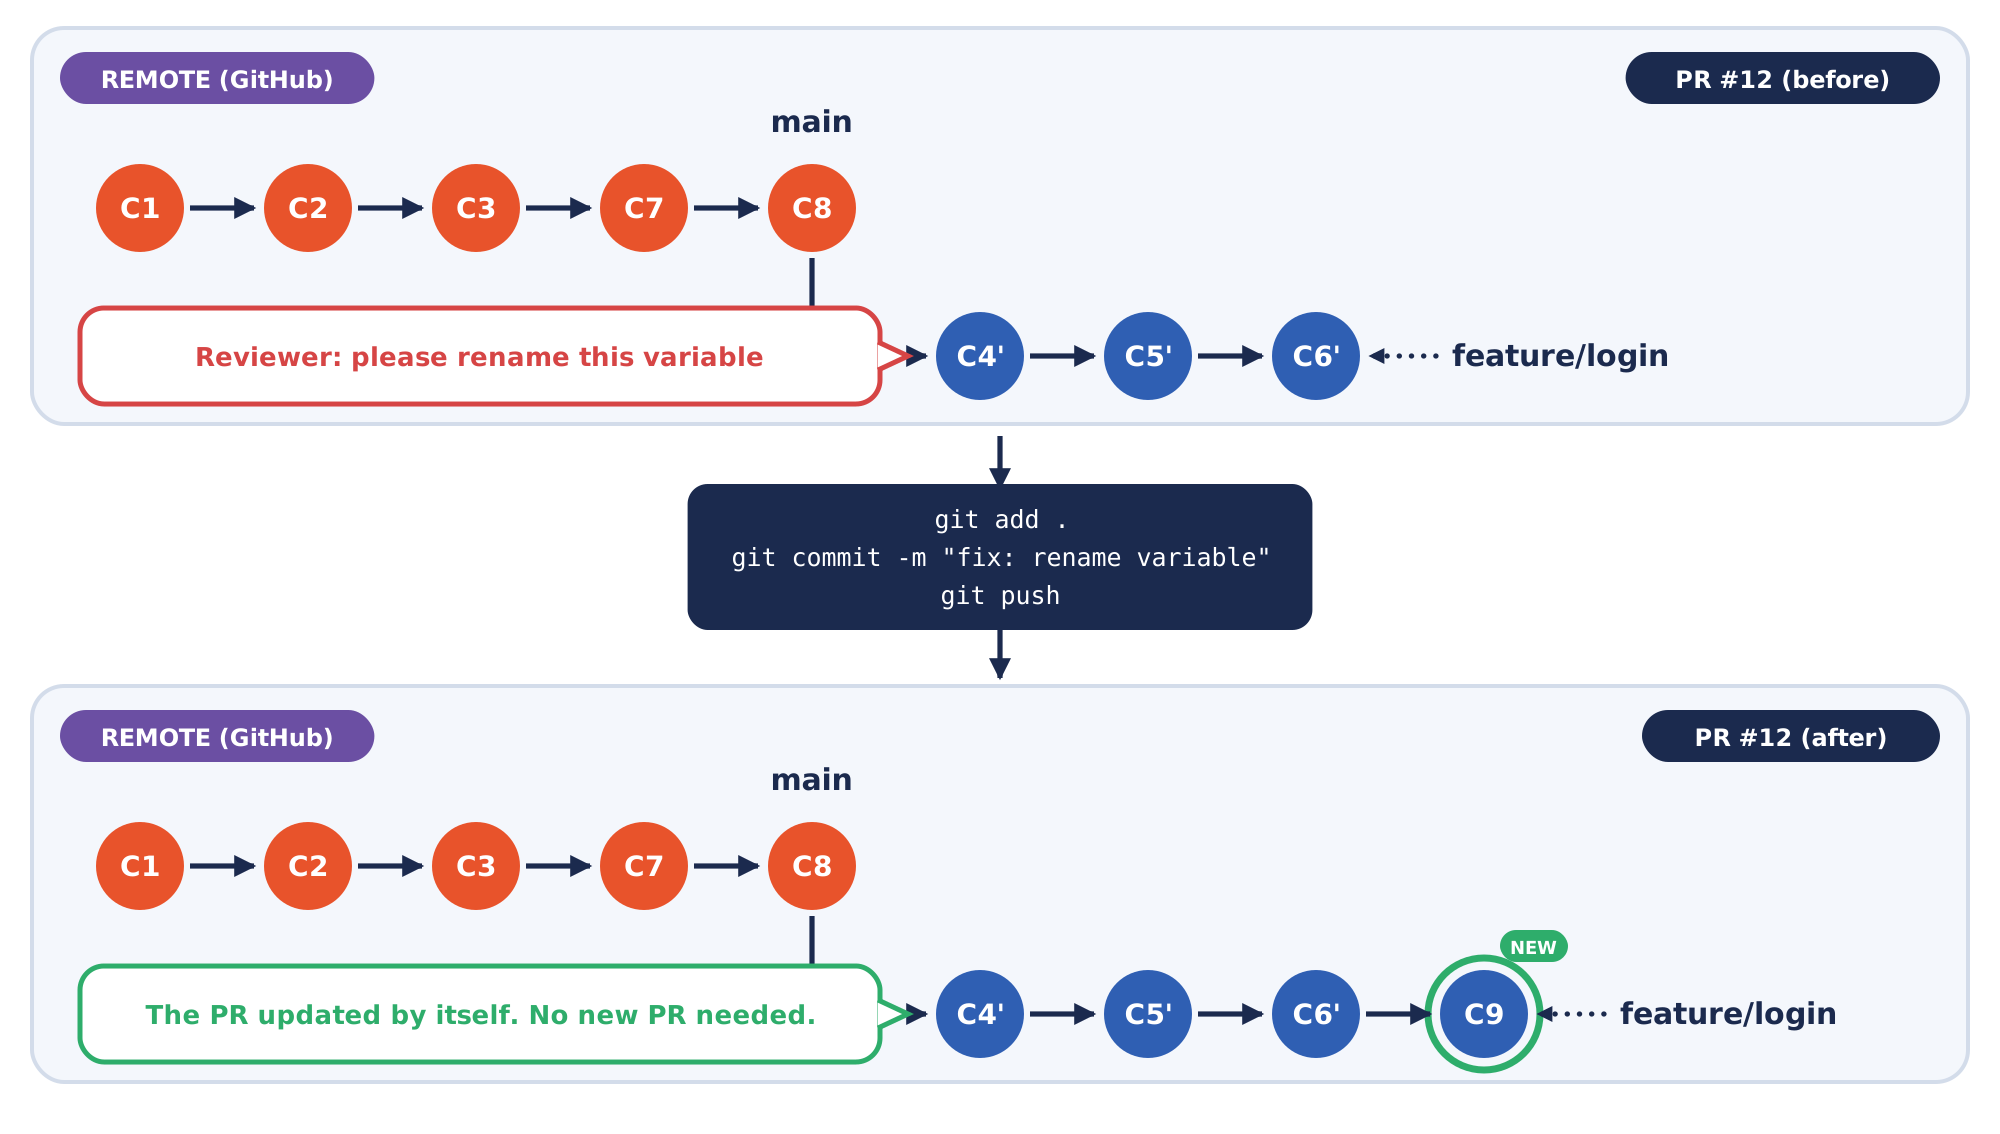 REMOTE (GitHub)
PR #12 (before)
main
C1
C2
C3
C7
C8
Reviewer: please rename this variable
C4'
C5'
C6'
feature/login
git add .
git commit -m "fix: rename variable"
git push
REMOTE (GitHub)
PR #12 (after)
main
C1
C2
C3
C7
C8
NEW
The PR updated by itself. No new PR needed.
C4'
C5'
C6'
C9
feature/login